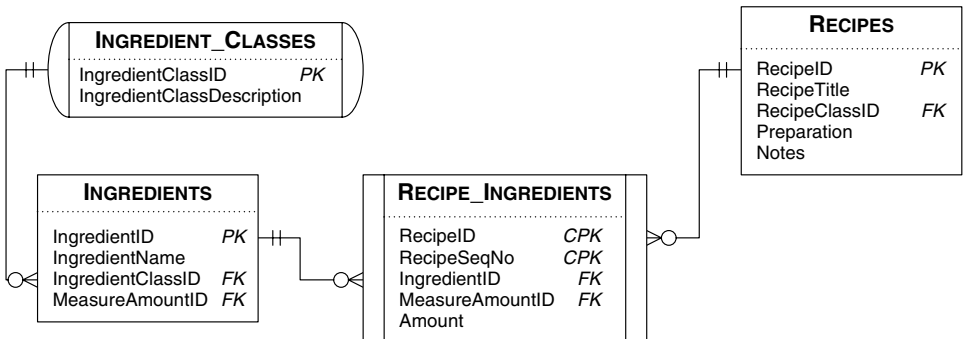 INGREDIENT_CLASSES
IngredientClassID PK
IngredientClassDescription
RECIPES
RecipeID PK
RecipeTitle
RecipeClassID FK
Preparation
Notes
INGREDIENTS
IngredientID PK
IngredientName
IngredientClassID FK
MeasureAmountID FK
RECIPE_INGREDIENTS
RecipeID CPK
RecipeSeqNo CPK
IngredientID FK
MeasureAmountID FK
Amount